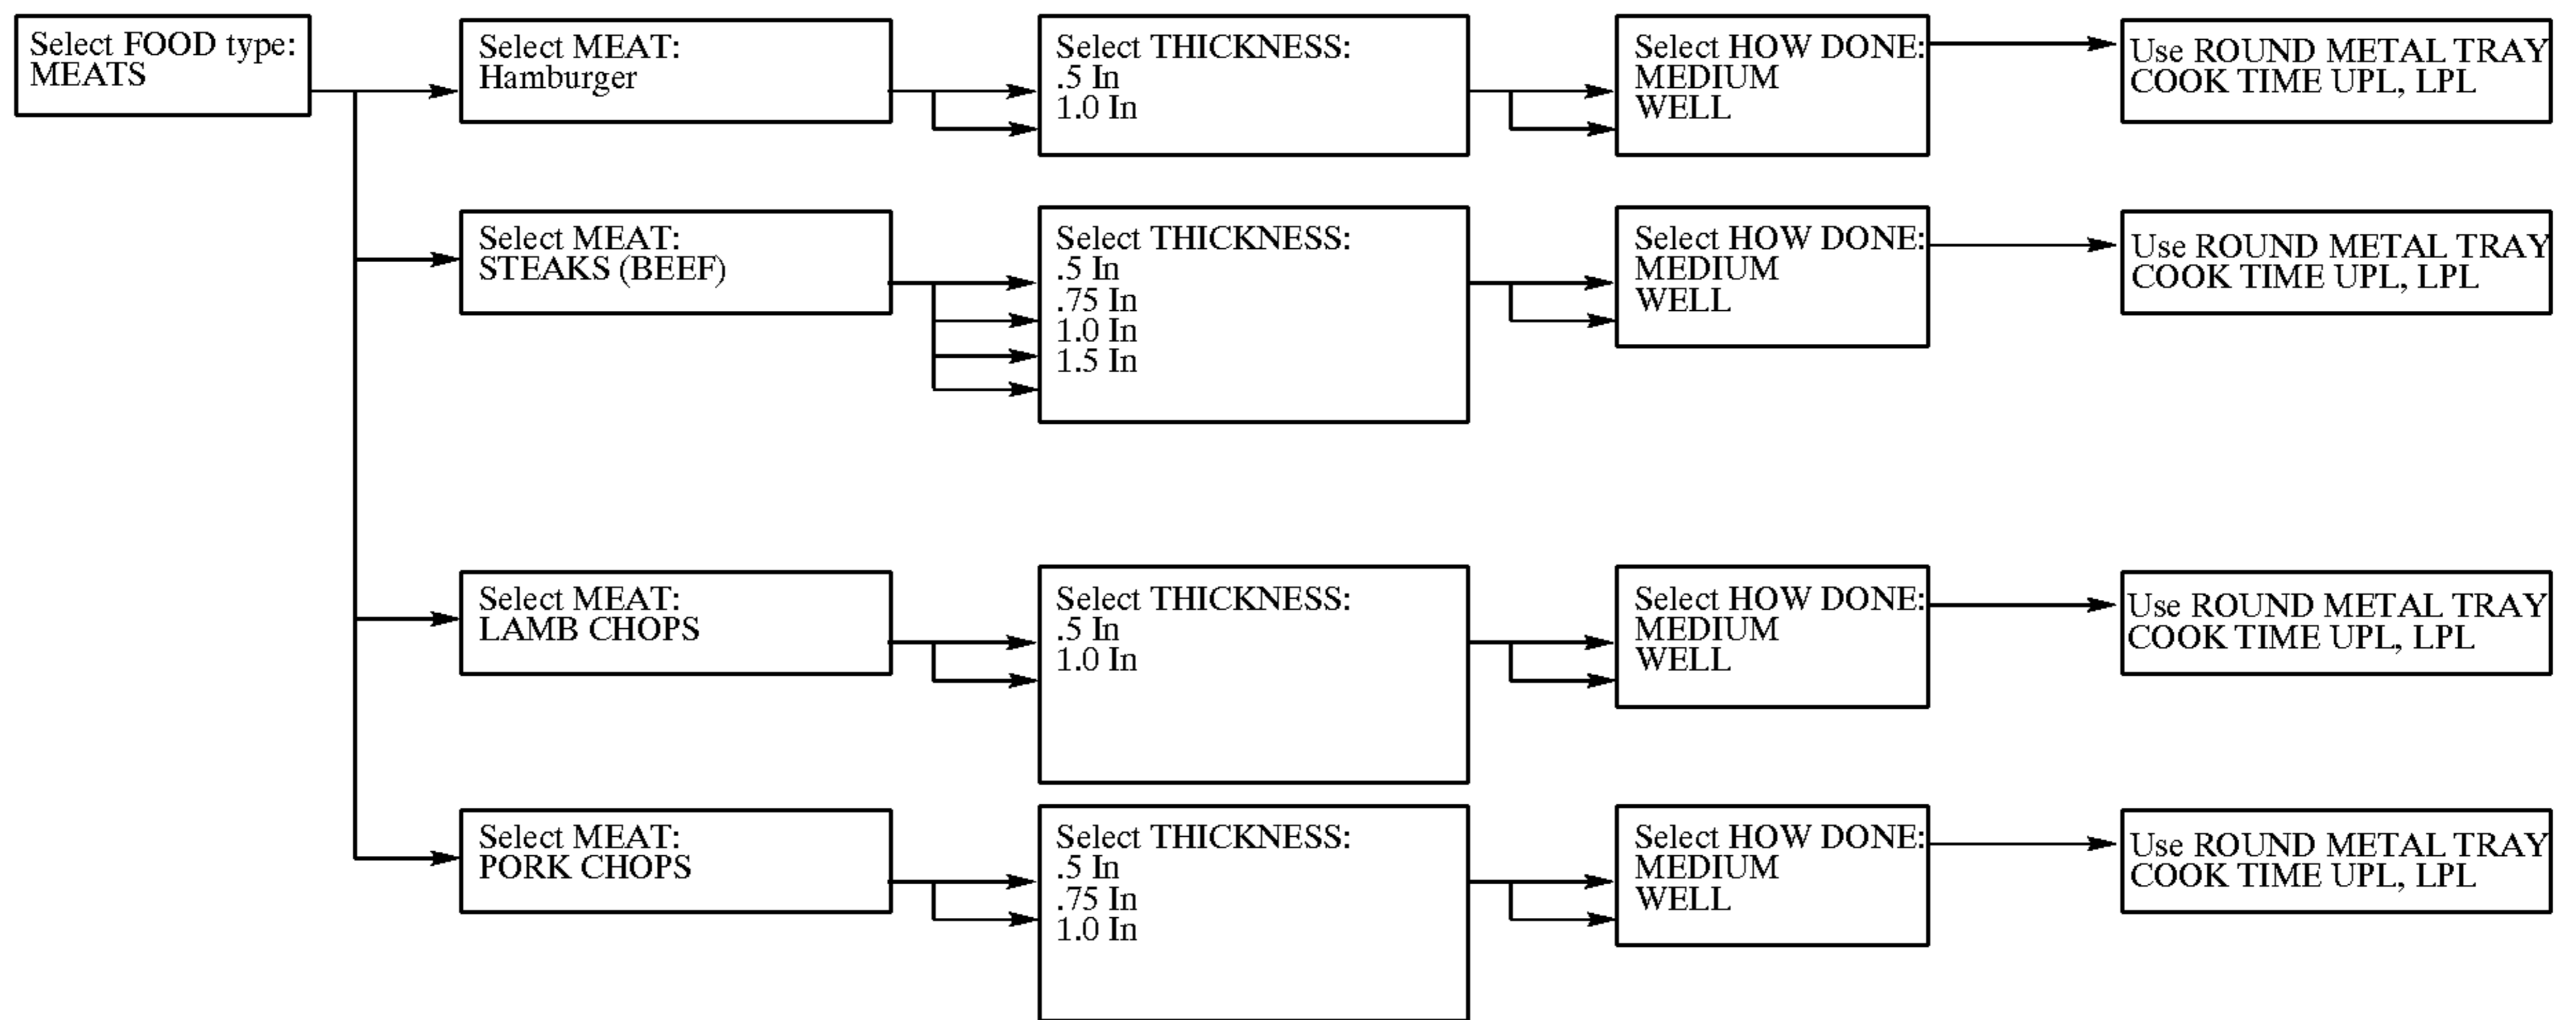 Select FOOD type:
MEATS
Select MEAT:
Hamburger
Select THICKNESS:
.5 In
1.0 In
Select HOW DONE:
MEDIUM
WELL
Use ROUND METAL TRAY
COOK TIME UPL, LPL
Select MEAT:
STEAKS (BEEF)
Select THICKNESS:
.5 In
.75 In
1.0 In
1.5 In
Select HOW DONE:
MEDIUM
WELL
Use ROUND METAL TRAY
COOK TIME UPL, LPL
Select MEAT:
LAMB CHOPS
Select THICKNESS:
.5 In
1.0 In
Select HOW DONE:
MEDIUM
WELL
Use ROUND METAL TRAY
COOK TIME UPL, LPL
Select MEAT:
PORK CHOPS
Select THICKNESS:
.5 In
.75 In
1.0 In
Select HOW DONE:
MEDIUM
WELL
Use ROUND METAL TRAY
COOK TIME UPL, LPL